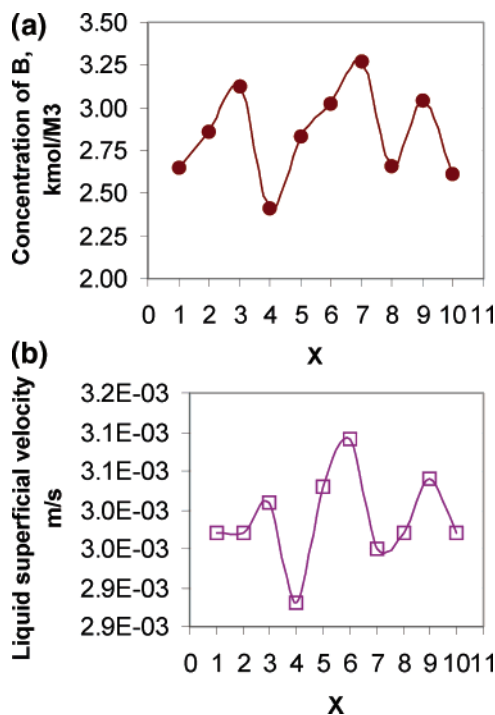 (a)
Concentration of B,
kmol/M3
3.50
3.25
3.00
2.75
2.50
2.25
2.00
0 1 2 3 4 5 6 7 8 9 10 11
X
(b)
Liquid superficial velocity
m/s
3.2E-03
3.1E-03
3.1E-03
3.0E-03
3.0E-03
2.9E-03
2.9E-03
0 1 2 3 4 5 6 7 8 9 10 11
X